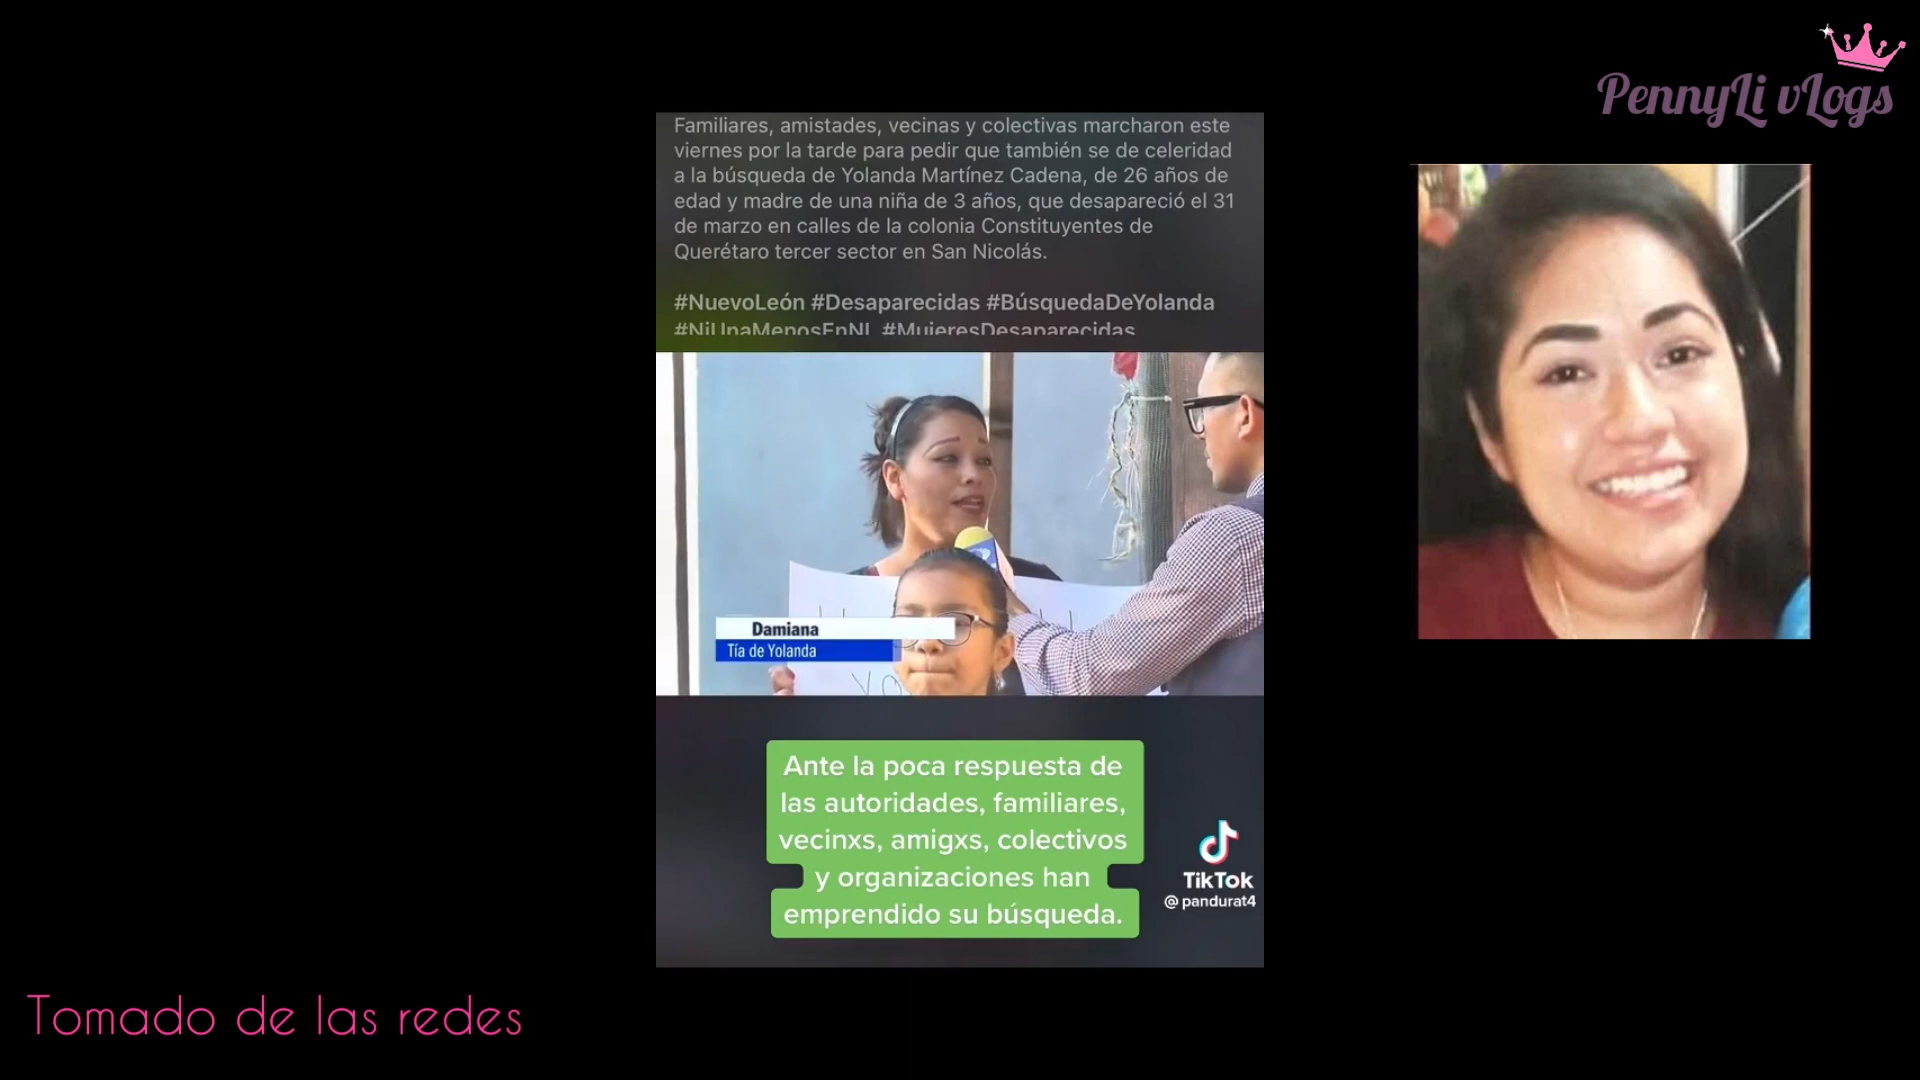 PennyLi vLogs
Familiares, amistades, vecinas y colectivas marcharon este
viernes por la tarde para pedir que también se de celeridad
a la búsqueda de Yolanda Martínez Cadena, de 26 años de
edad y madre de una niña de 3 años, que desapareció el 31
de marzo en calles de la colonia Constituyentes de
Querétaro tercer sector en San Nicolás.
#NuevoLeón #Desaparecidas #BúsquedaDeYolanda
#NiUnaMenosEnNL #MujeresDesaparecidas
Damiana
Tía de Yolanda
Ante la poca respuesta de
las autoridades, familiares,
vecinxs, amigxs, colectivos
y organizaciones han
emprendido su búsqueda.
TikTok
@pandurat4
Tomado de las redes